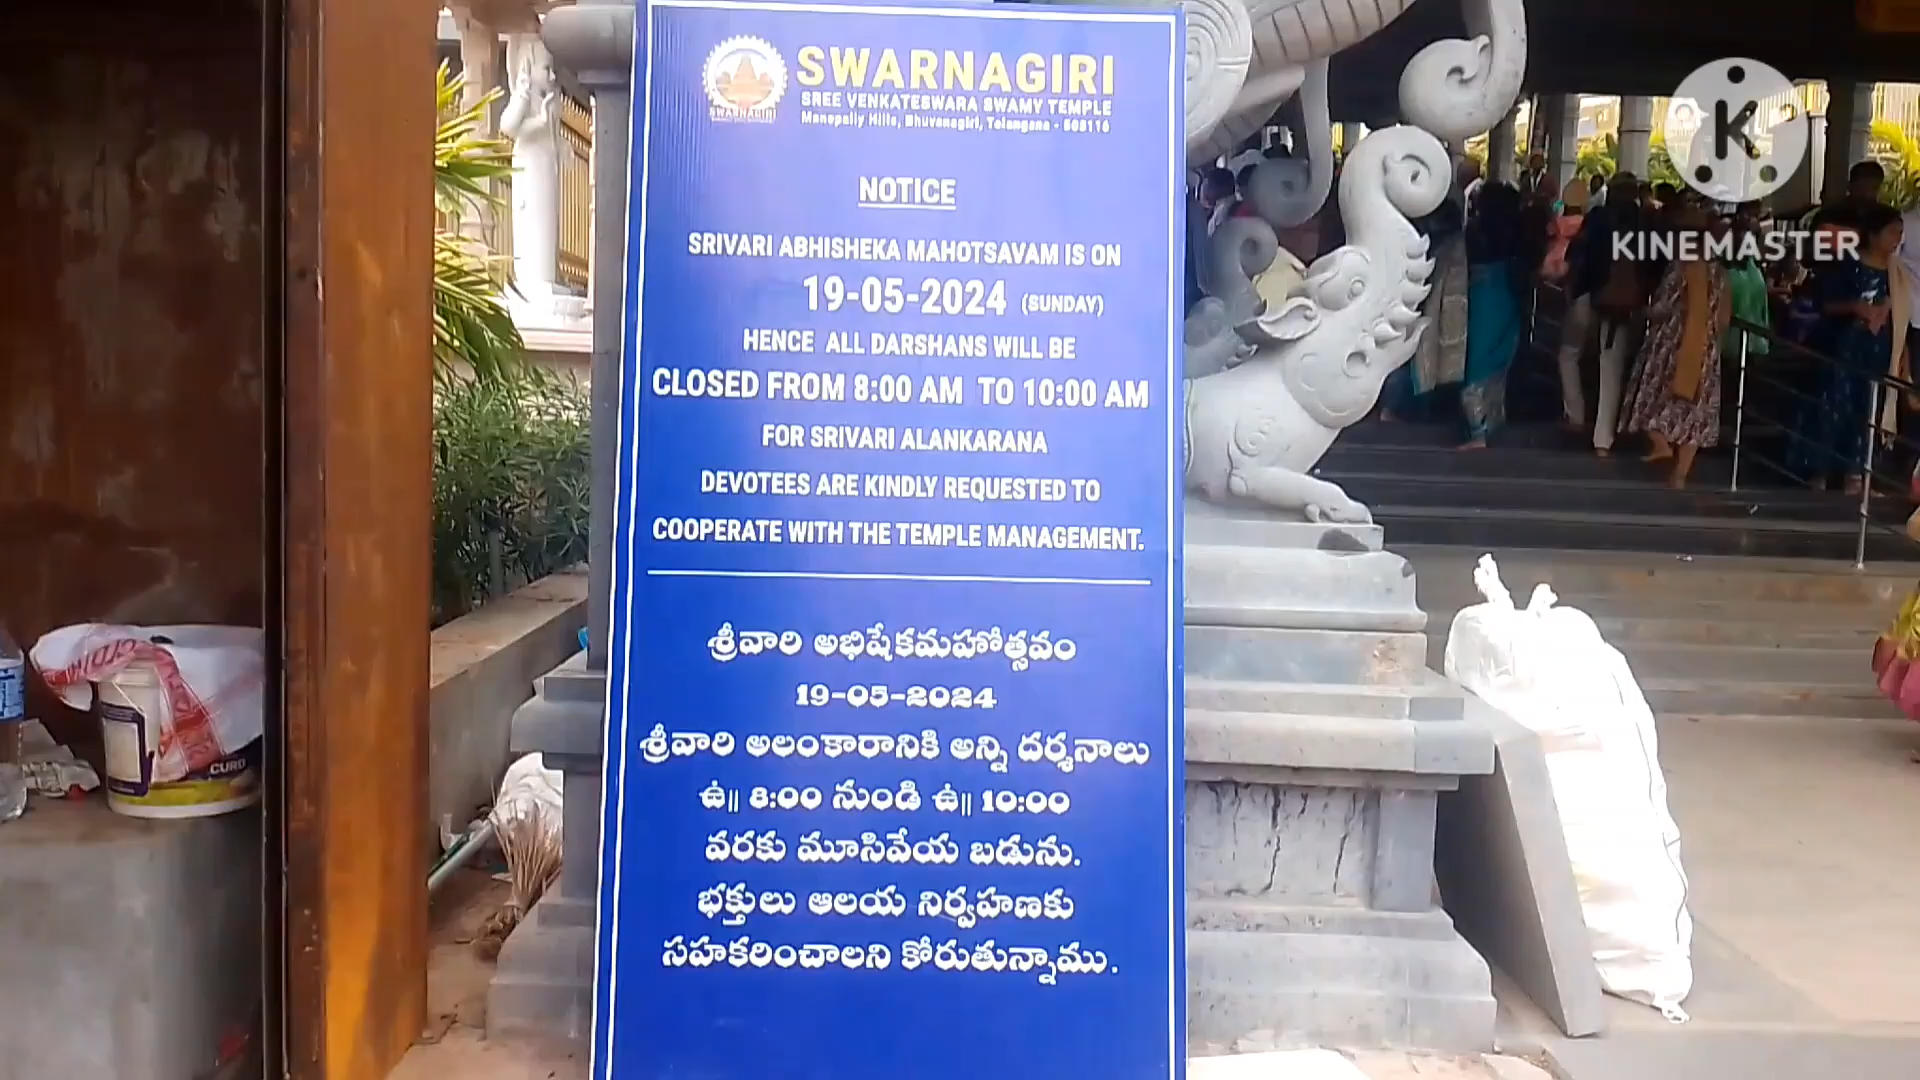 SWARNAGIRI
SREE VENKATESWARA SWAMY TEMPLE
Manepally Hills, Bhuvanagiri, Telangana - 508116
SWARNAGIRI
NOTICE
SRIVARI ABHISHEKA MAHOTSAVAM IS ON
19-05-2024 (SUNDAY)
HENCE ALL DARSHANS WILL BE
CLOSED FROM 8:00 AM TO 10:00 AM
FOR SRIVARI ALANKARANA
DEVOTEES ARE KINDLY REQUESTED TO
COOPERATE WITH THE TEMPLE MANAGEMENT.
శ్రీవారి అభిషేకమహోత్సవం
19-05-2024
శ్రీవారి అలంకారానికి అన్ని దర్శనాలు
ఉ|| 8:00 నుండి ఉ|| 10:00
వరకు మూసివేయ బడును.
భక్తులు ఆలయ నిర్వహణకు
సహకరించాలని కోరుతున్నాము.
K
KINEMASTER
CURD